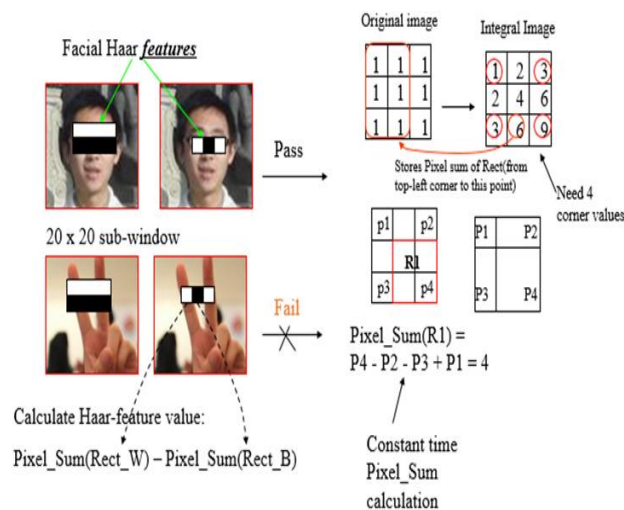 Facial Haar features
Pass
20 x 20 sub-window
Fail
Calculate Haar-feature value:
Pixel_Sum(Rect_W) – Pixel_Sum(Rect_B)
Original image
1 1 1
1 1 1
1 1 1
Integral Image
1 2 3
2 4 6
3 6 9
Stores Pixel sum of Rect(from
top-left corner to this point)
Need 4
corner values
p1 p2
R1
p3 p4
P1 P2
P3 P4
Pixel_Sum(R1) =
P4 - P2 - P3 + P1 = 4
Constant time
Pixel_Sum
calculation